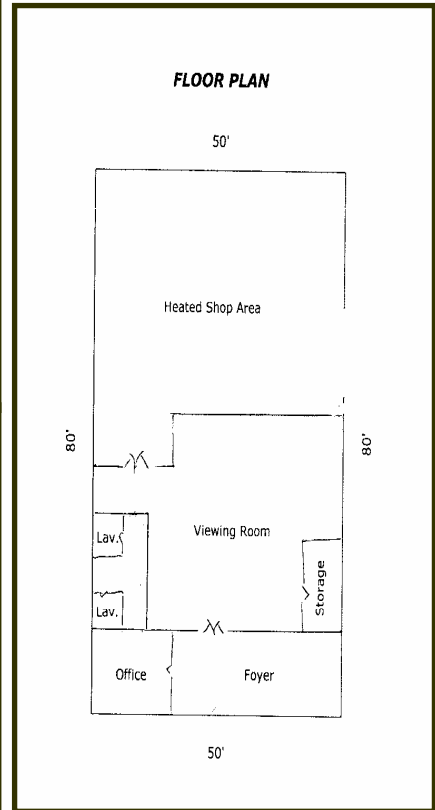 FLOOR PLAN
50'
Heated Shop Area
80'
80'
Lav.
Viewing Room
Storage
Lav.
Office
Foyer
50'